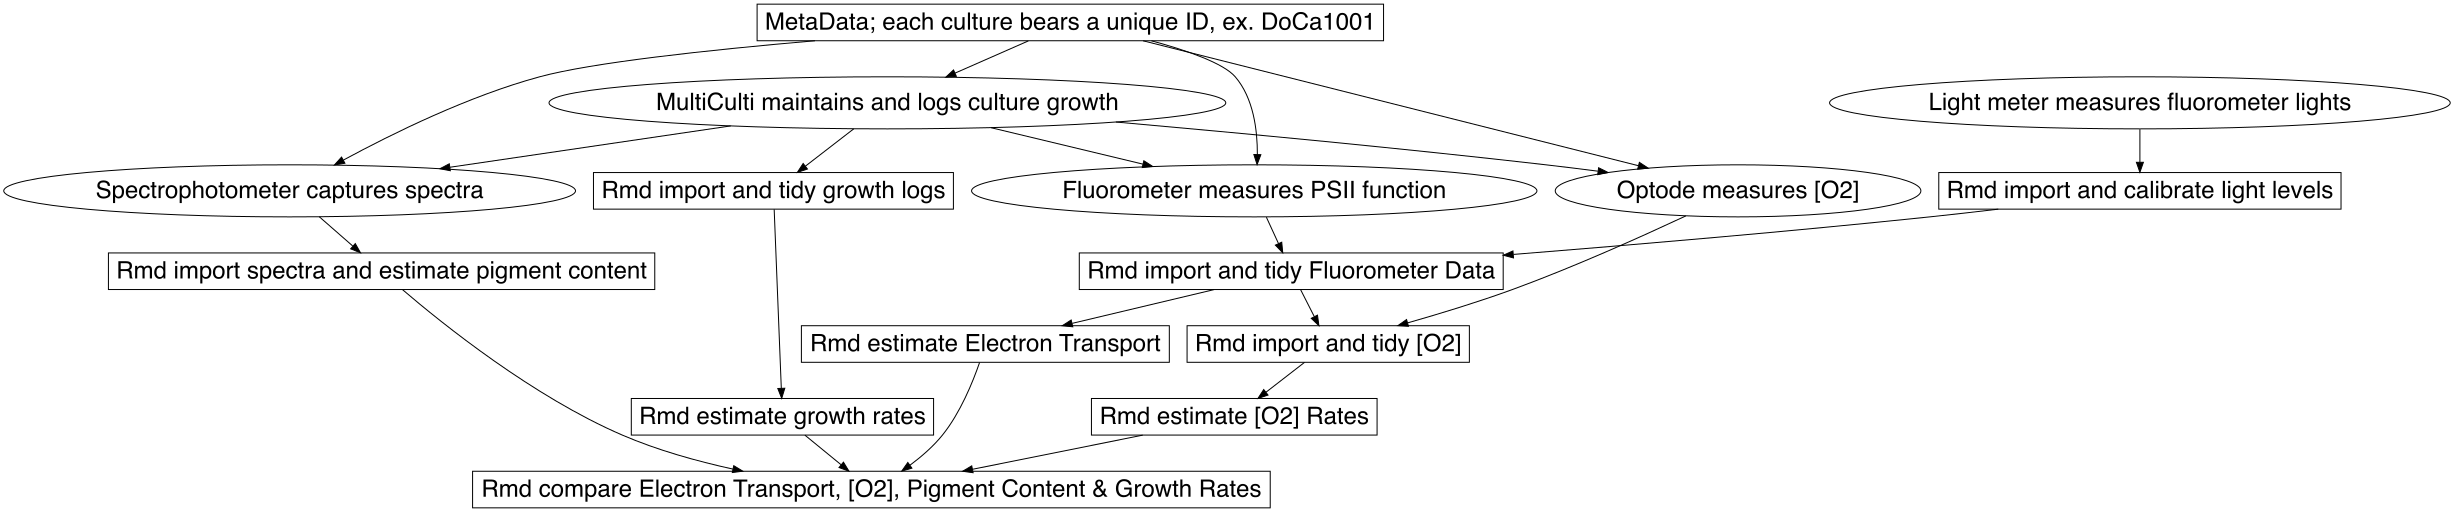 MetaData; each culture bears a unique ID, ex. DoCa1001
MultiCulti maintains and logs culture growth
Light meter measures fluorometer lights
Spectrophotometer captures spectra
Rmd import and tidy growth logs
Fluorometer measures PSII function
Optode measures [O2]
Rmd import and calibrate light levels
Rmd import spectra and estimate pigment content
Rmd import and tidy Fluorometer Data
Rmd estimate Electron Transport
Rmd import and tidy [O2]
Rmd estimate growth rates
Rmd estimate [O2] Rates
Rmd compare Electron Transport, [O2], Pigment Content & Growth Rates